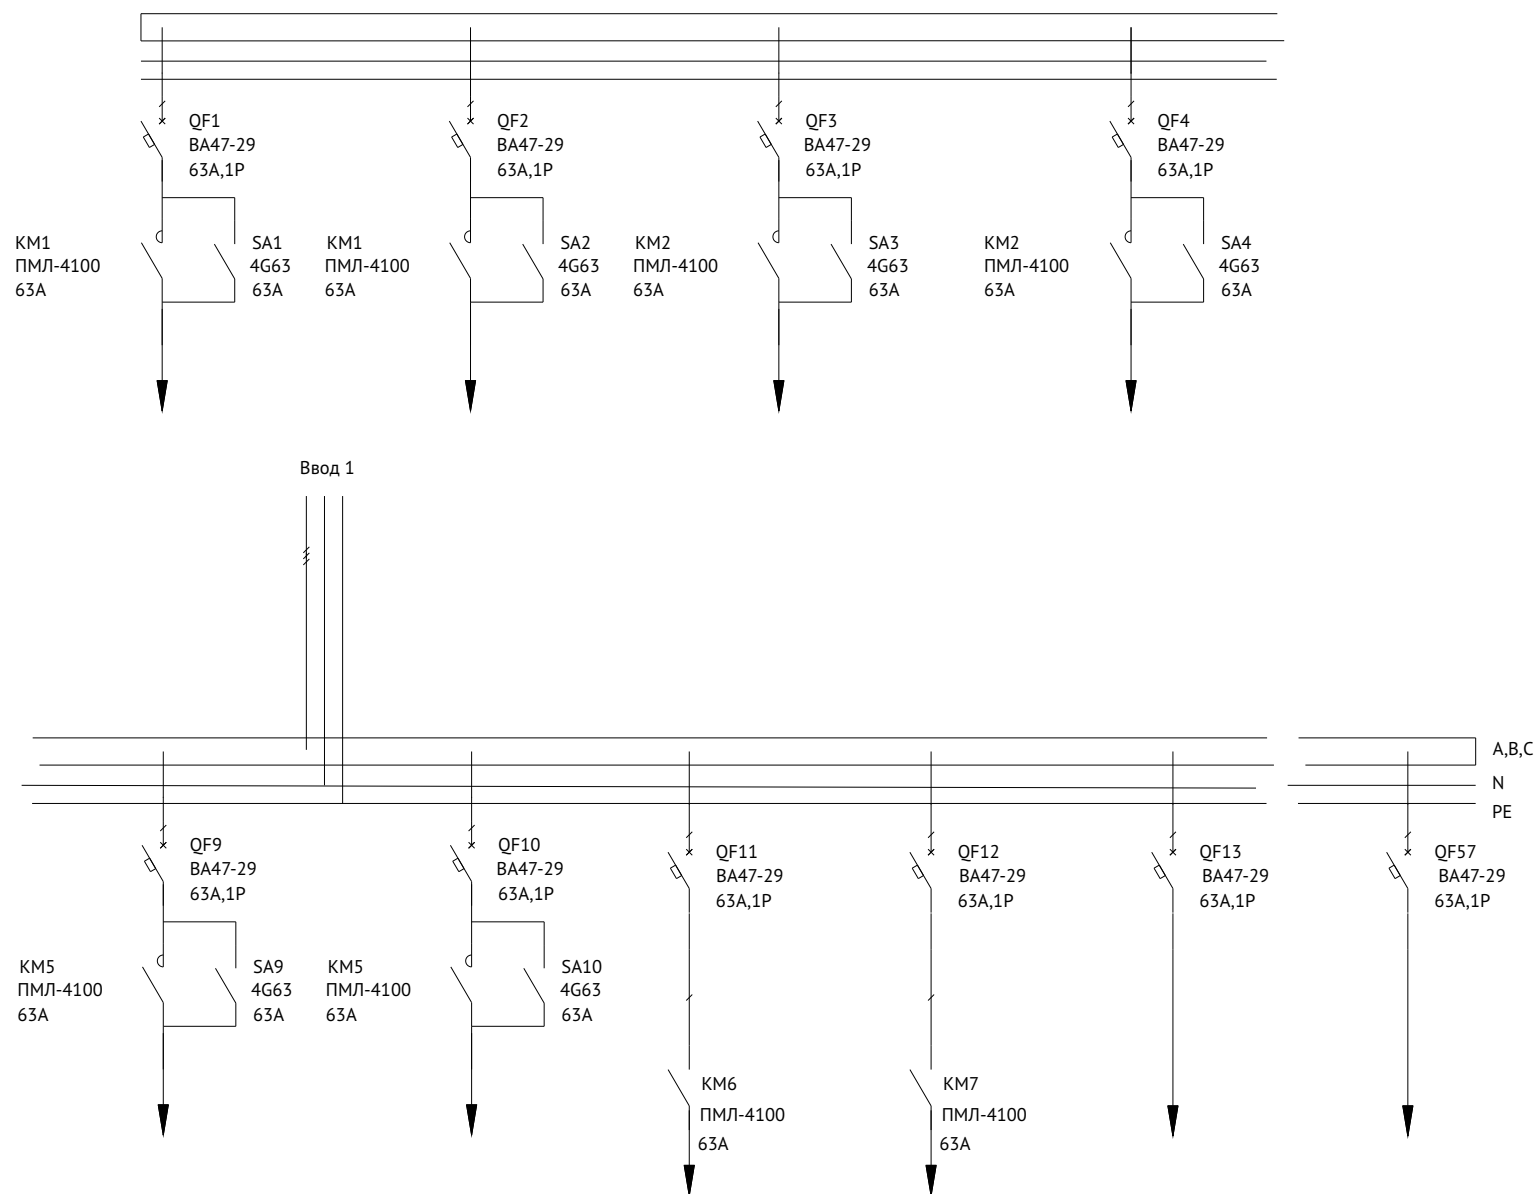 QF1
ВА47-29
63А,1Р
QF2
ВА47-29
63А,1Р
QF3
ВА47-29
63А,1Р
QF4
ВА47-29
63А,1Р
КМ1
ПМЛ-4100
63А
SA1
4G63
63А
КМ1
ПМЛ-4100
63А
SA2
4G63
63А
КМ2
ПМЛ-4100
63А
SA3
4G63
63А
КМ2
ПМЛ-4100
63А
SA4
4G63
63А
Ввод 1
A,B,C
N
PE
QF9
ВА47-29
63А,1Р
QF10
ВА47-29
63А,1Р
QF11
ВА47-29
63А,1Р
QF12
ВА47-29
63А,1Р
QF13
ВА47-29
63А,1Р
QF57
ВА47-29
63А,1Р
КМ5
ПМЛ-4100
63А
SA9
4G63
63А
КМ5
ПМЛ-4100
63А
SA10
4G63
63А
КМ6
ПМЛ-4100
63А
КМ7
ПМЛ-4100
63А